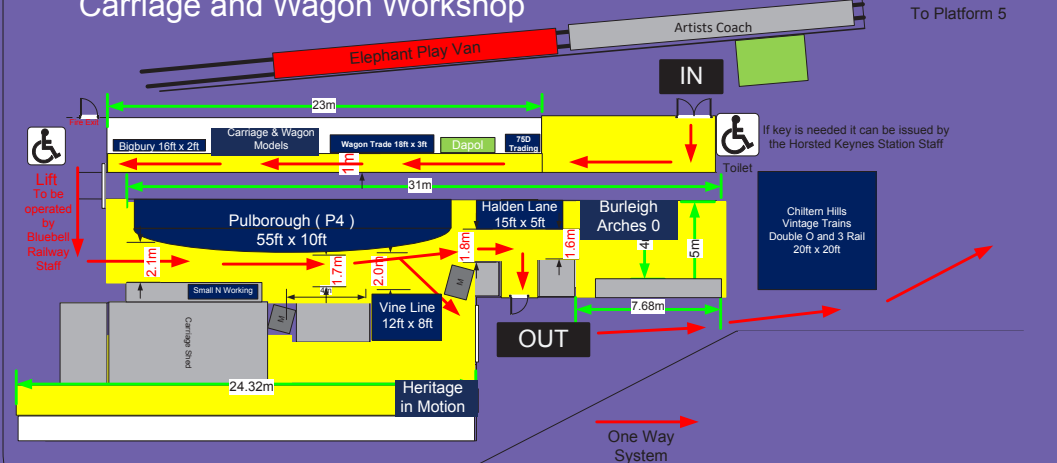 Carriage and Wagon Workshop
To Platform 5
Artists Coach
Elephant Play Van
IN
23m
Fire Exit
Carriage & Wagon
Models
Bigbury 16ft x 2ft
Wagon Trade 18ft x 3ft
Dapol
75D
Trading
If key is needed it can be issued by
the Horsted Keynes Station Staff
Toilet
1m
31m
Lift
To be
operated
by
Bluebell
Railway
Staff
Pulborough ( P4 )
55ft x 10ft
Halden Lane
15ft x 5ft
Burleigh
Arches 0
Chiltern Hills
Vintage Trains
Double O and 3 Rail
20ft x 20ft
2.1m
1.7m
2.0m
1.8m
1.6m
5m
Small N Working
Vine Line
12ft x 8ft
7.68m
OUT
Carriage Shed
24.32m
Heritage
in Motion
One Way
System